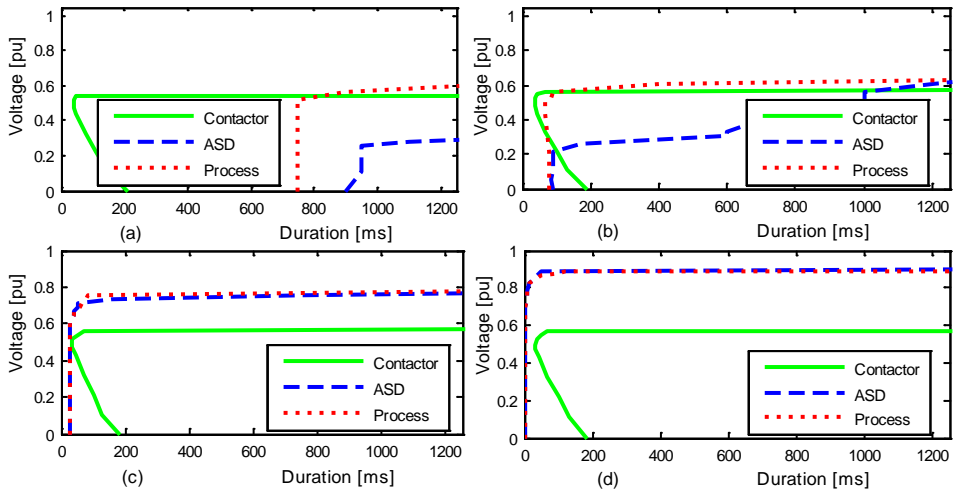 Voltage [pu]
1
0.8
0.6
0.4
0.2
0
Contactor
ASD
Process
0 200 400 600 800 1000 1200
(a) Duration [ms]
Voltage [pu]
1
0.8
0.6
0.4
0.2
0
Contactor
ASD
Process
0 200 400 600 800 1000 1200
(b) Duration [ms]
Voltage [pu]
1
0.8
0.6
0.4
0.2
0
Contactor
ASD
Process
0 200 400 600 800 1000 1200
(c) Duration [ms]
Voltage [pu]
1
0.8
0.6
0.4
0.2
0
Contactor
ASD
Process
0 200 400 600 800 1000 1200
Duration [ms] (d)